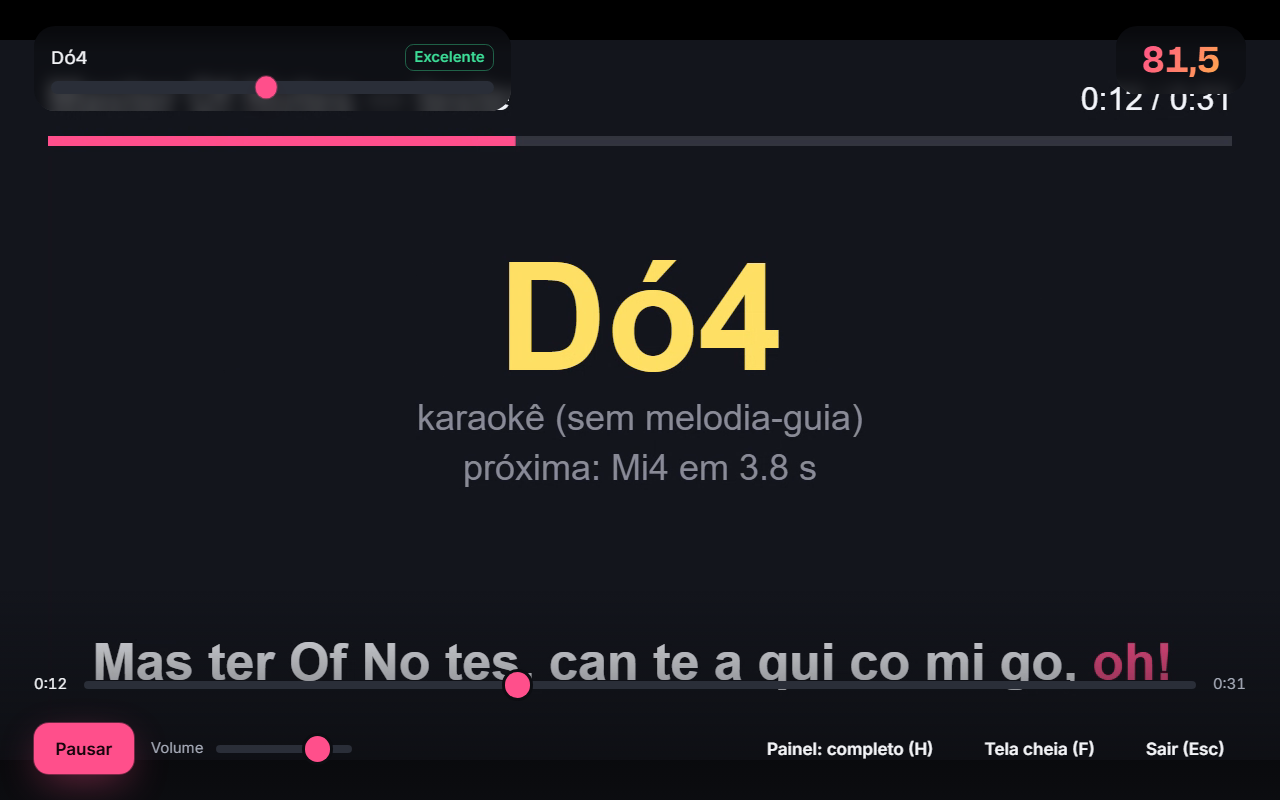 Dó4
Excelente
81,5
0:12 / 0:31
Dó4
karaokê (sem melodia-guia)
próxima: Mi4 em 3.8 s
Mas ter Of No tes, can te a qui co mi go, oh!
0:12
0:31
Pausar
Volume
Painel: completo (H)
Tela cheia (F)
Sair (Esc)